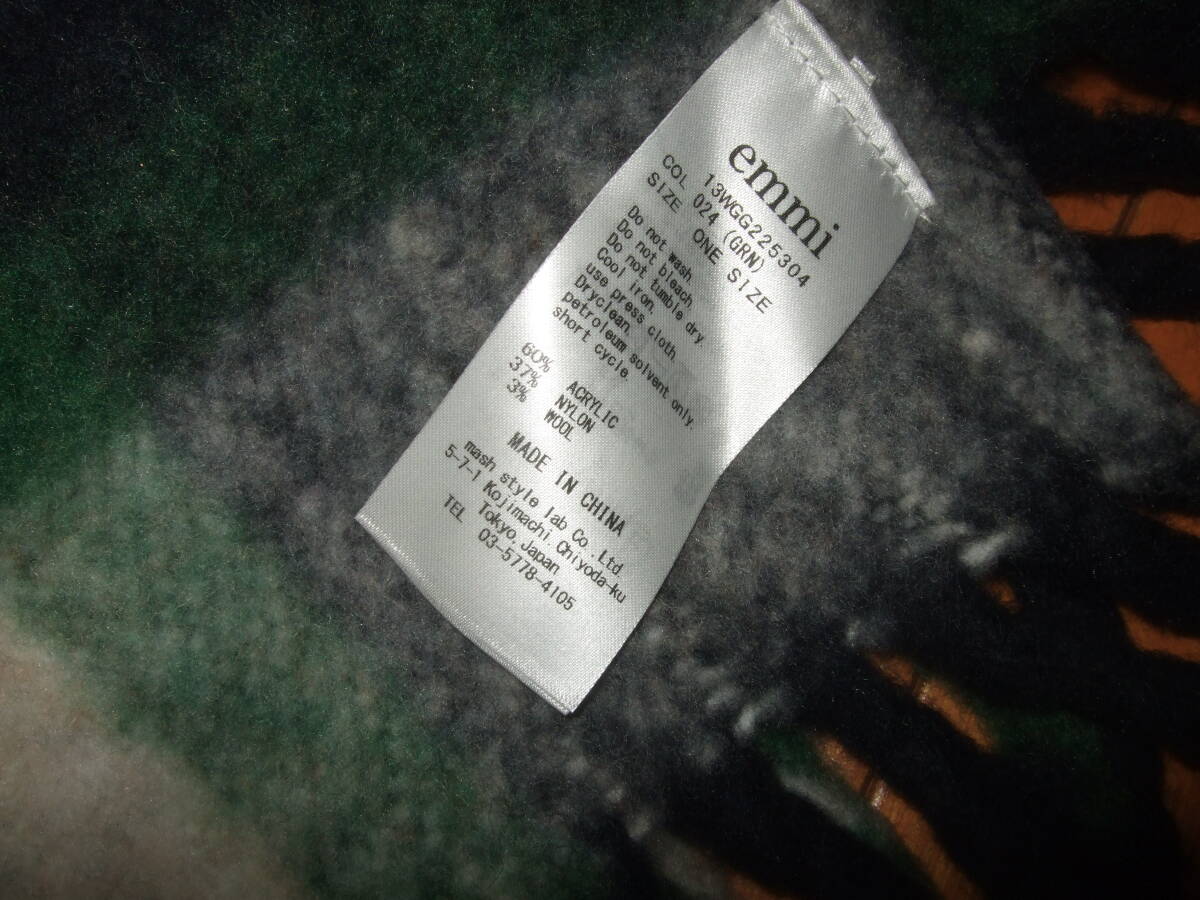 emmi
13WGG225304
COL 024 (GRN)
SIZE ONE SIZE
Do not wash.
Do not bleach.
Do not tumble dry.
Cool iron,
use press cloth.
Dryclean,
petroleum solvent only.
short cycle.
60% ACRYLIC
37% NYLON
3% WOOL
MADE IN CHINA
mash style lab Co.,Ltd.
5-7-1 Kojimachi,Chiyoda-ku
Tokyo,Japan
TEL 03-5778-4105